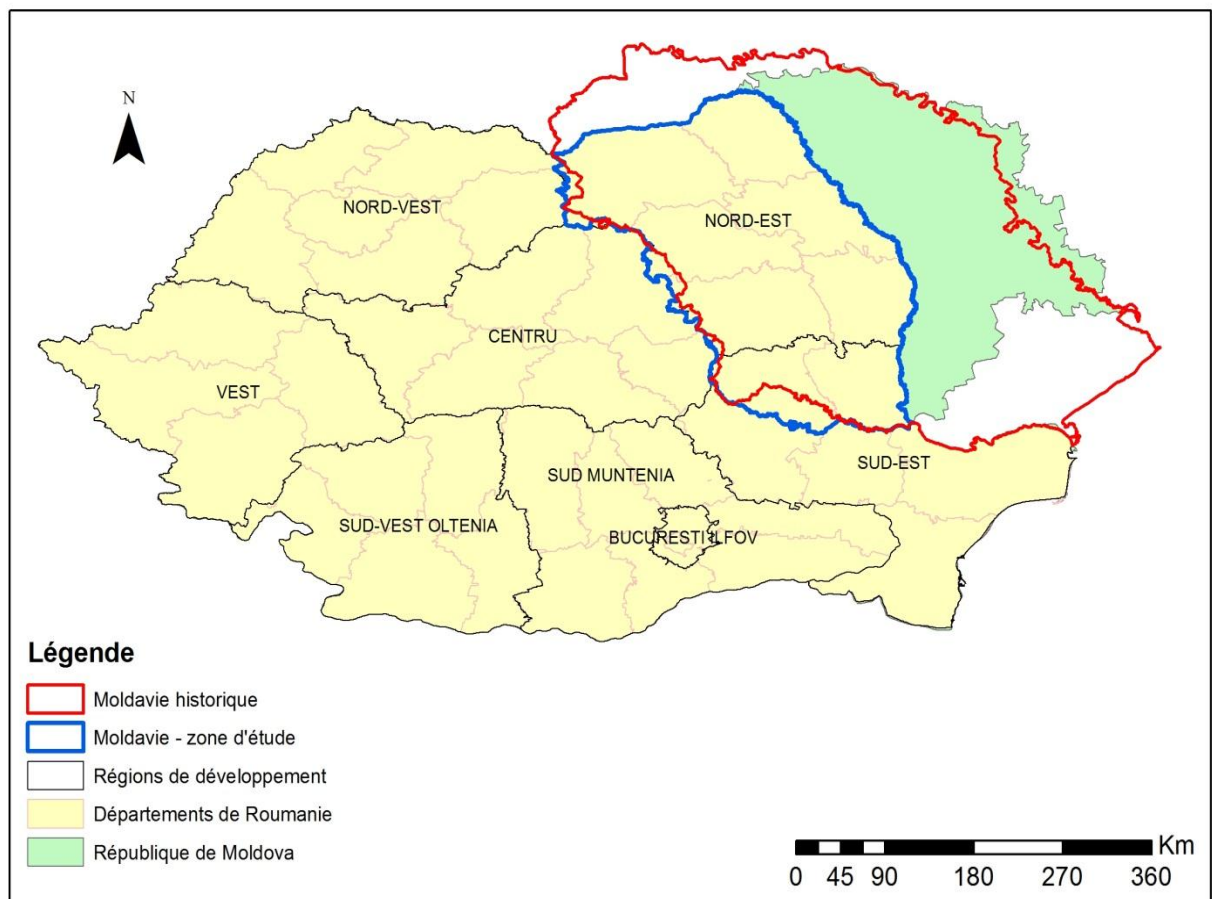 N
NORD-VEST
NORD-EST
CENTRU
VEST
SUD-EST
SUD MUNTENIA
SUD-VEST OLTENIA
BUCURESTI ILFOV
Légende
Moldavie historique
Moldavie - zone d'étude
Régions de développement
Départements de Roumanie
République de Moldova
Km
0 45 90 180 270 360